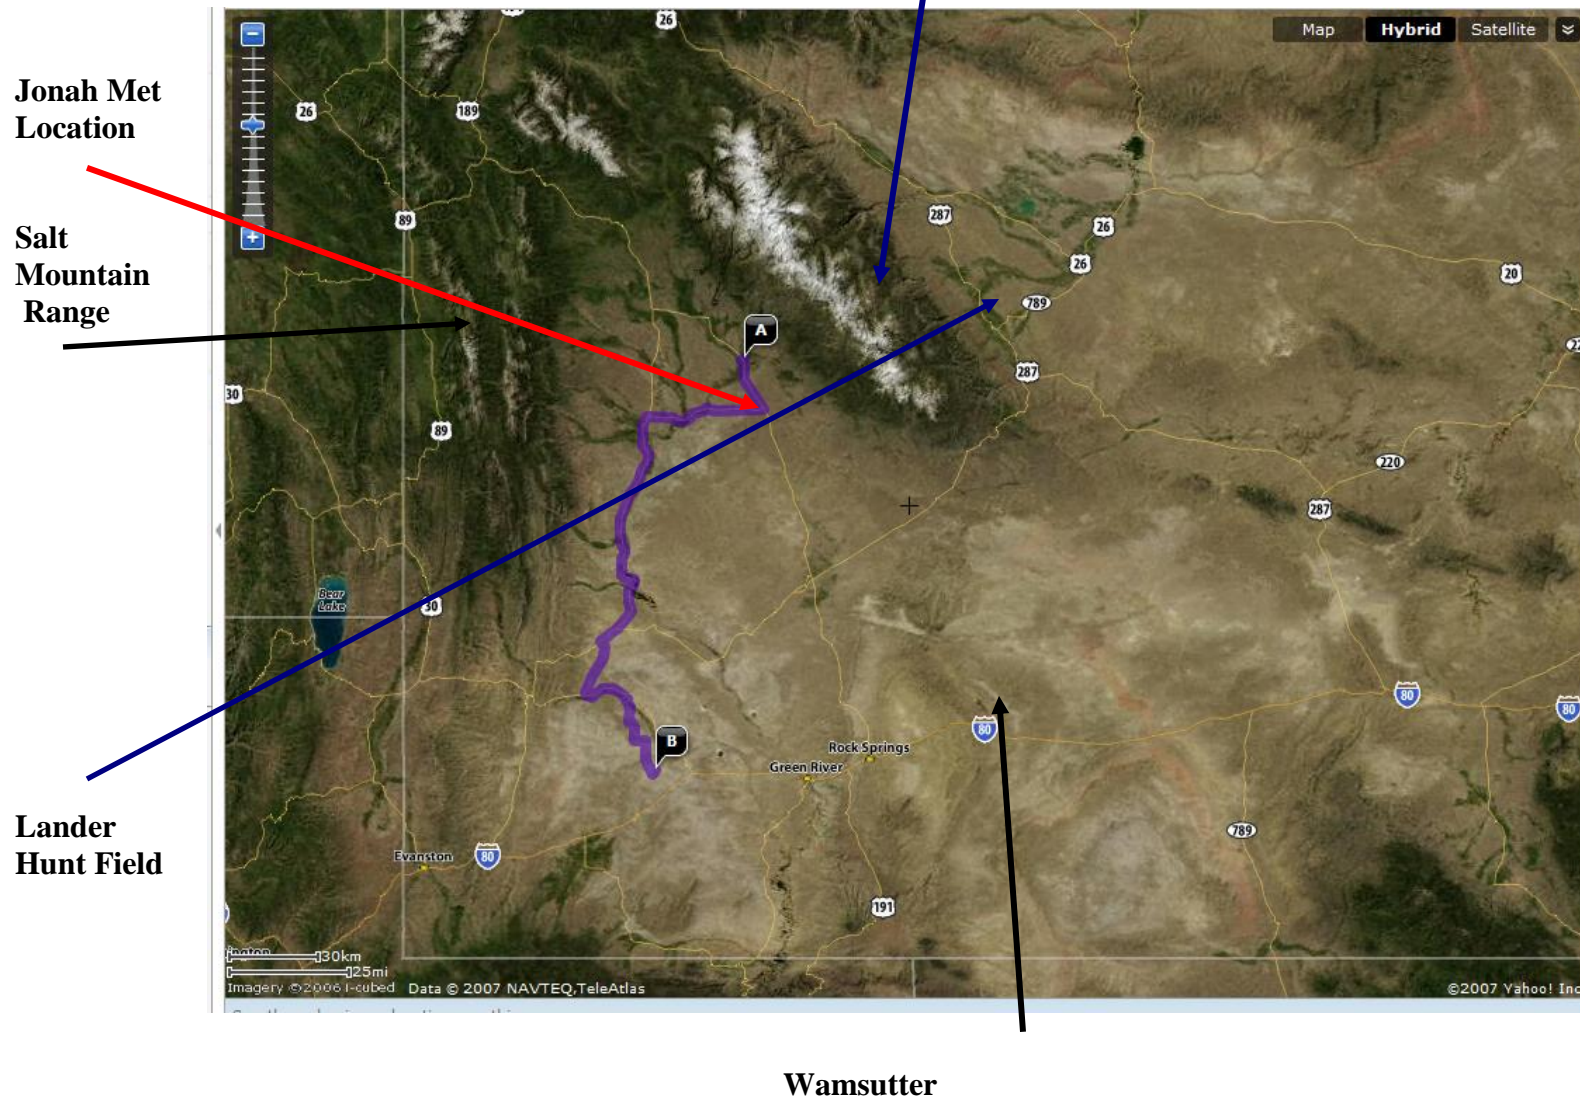 Jonah Met
Location
Salt
Mountain
Range
Lander
Hunt Field
Map Hybrid Satellite
26
26
189
89
287
26
26
20
789
A
287
30
89
220
287
Bear
Lake
30
80
80
80
B
Rock Springs
Green River
789
Evanston
80
191
30km
25mi
Imagery ©2006 i-cubed Data © 2007 NAVTEQ,TeleAtlas
©2007 Yahoo! Inc
Wamsutter